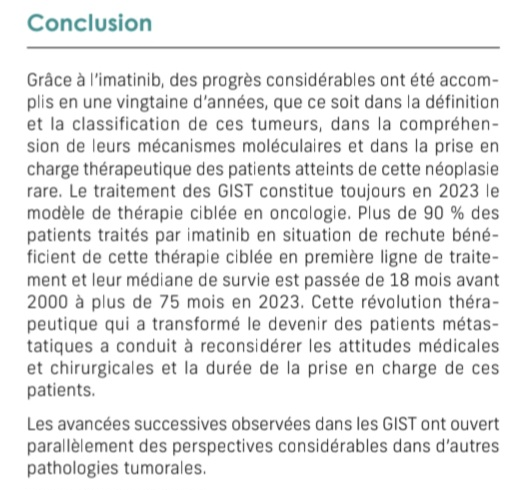 Conclusion
Grâce à l'imatinib, des progrès considérables ont été accom-
plis en une vingtaine d'années, que ce soit dans la définition
et la classification de ces tumeurs, dans la compréhen-
sion de leurs mécanismes moléculaires et dans la prise en
charge thérapeutique des patients atteints de cette néoplasie
rare. Le traitement des GIST constitue toujours en 2023 le
modèle de thérapie ciblée en oncologie. Plus de 90 % des
patients traités par imatinib en situation de rechute béné-
ficient de cette thérapie ciblée en première ligne de traite-
ment et leur médiane de survie est passée de 18 mois avant
2000 à plus de 75 mois en 2023. Cette révolution théra-
peutique qui a transformé le devenir des patients métas-
tatiques a conduit à reconsidérer les attitudes médicales
et chirurgicales et la durée de la prise en charge de ces
patients.
Les avancées successives observées dans les GIST ont ouvert
parallèlement des perspectives considérables dans d'autres
pathologies tumorales.